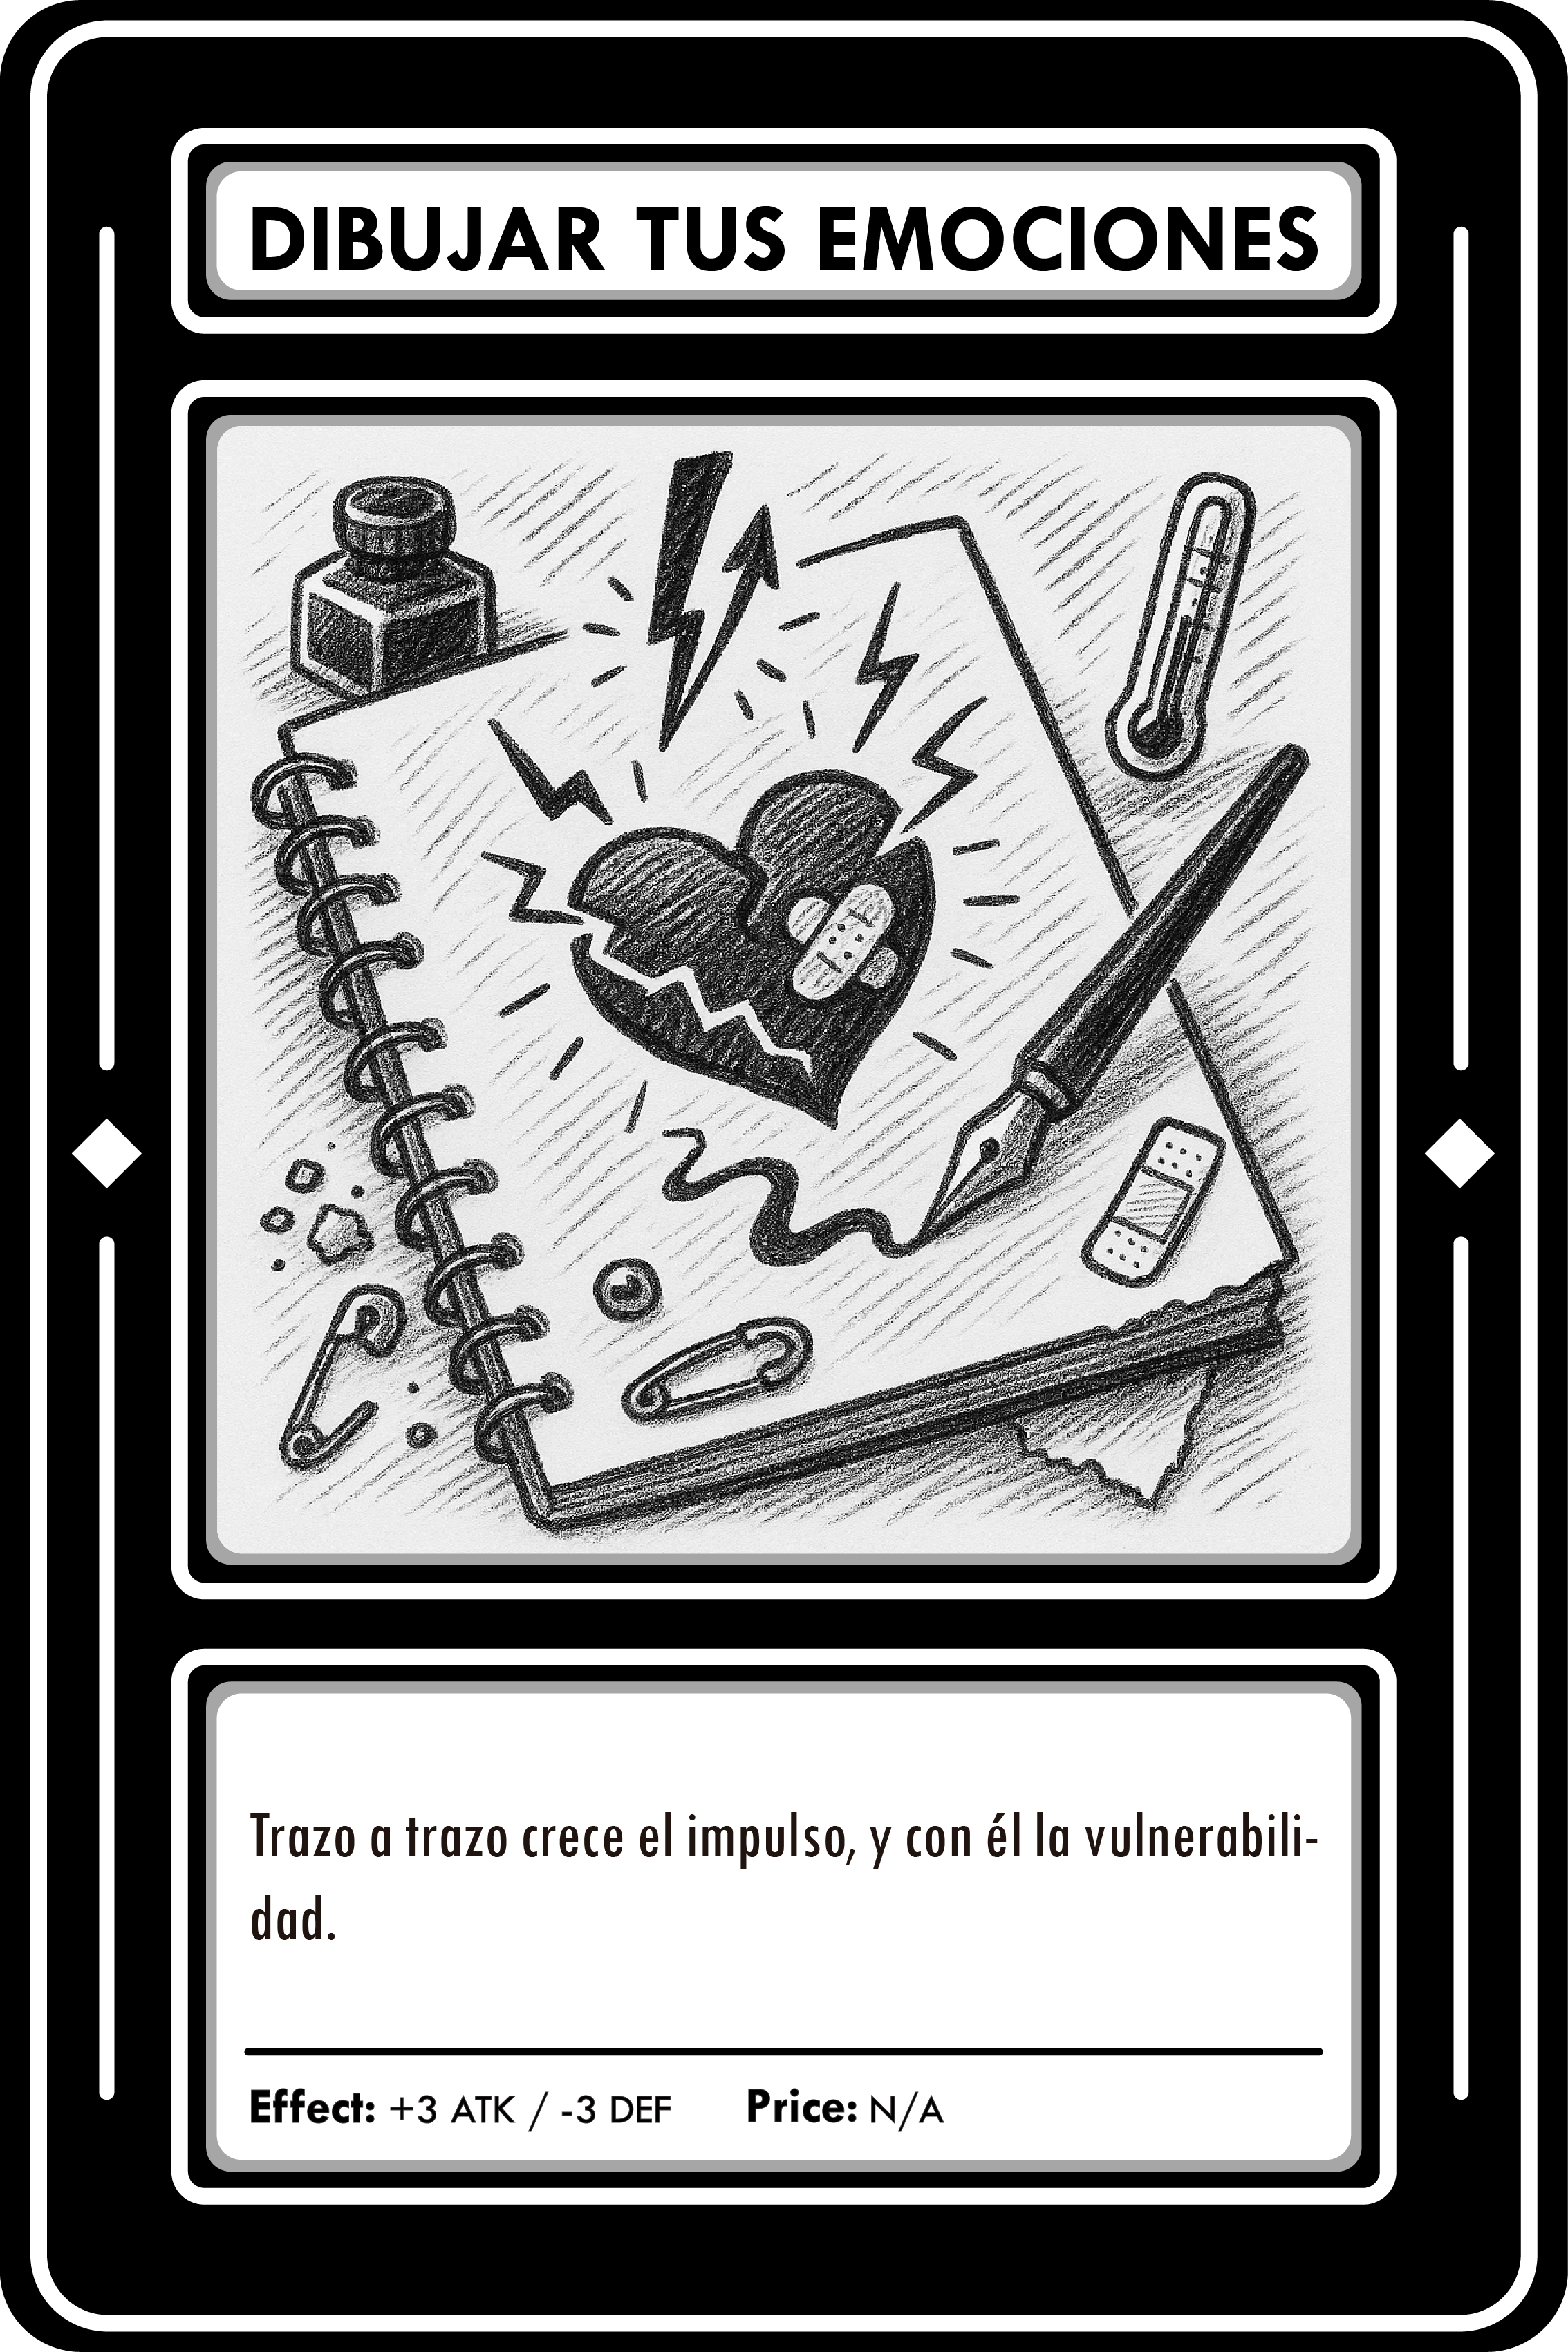 DIBUJAR TUS EMOCIONES
Trazo a trazo crece el impulso, y con él la vulnerabili-
dad.
Effect: +3 ATK / -3 DEF Price: N/A